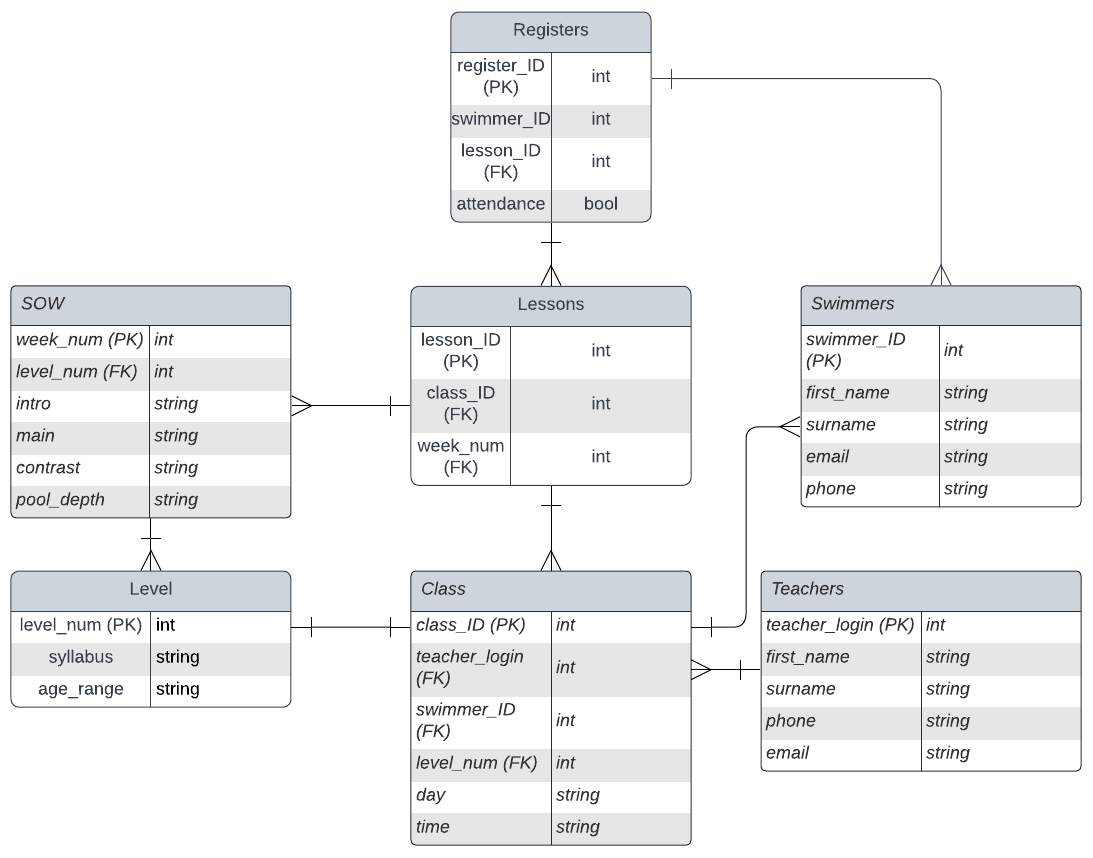 Registers
register_ID
(PK)
int
swimmer_ID
int
lesson_ID
(FK)
int
attendance
bool
SOW
week_num (PK)
int
level_num (FK)
int
intro
string
main
string
contrast
string
pool_depth
string
Lessons
lesson_ID
(PK)
int
class_ID
(FK)
int
week_num
(FK)
int
Swimmers
swimmer_ID
(PK)
int
first_name
string
surname
string
email
string
phone
string
Level
level_num (PK)
int
syllabus
string
age_range
string
Class
class_ID (PK)
int
teacher_login
(FK)
int
swimmer_ID
(FK)
int
level_num (FK)
int
day
string
time
string
Teachers
teacher_login (PK)
int
first_name
string
surname
string
phone
string
email
string